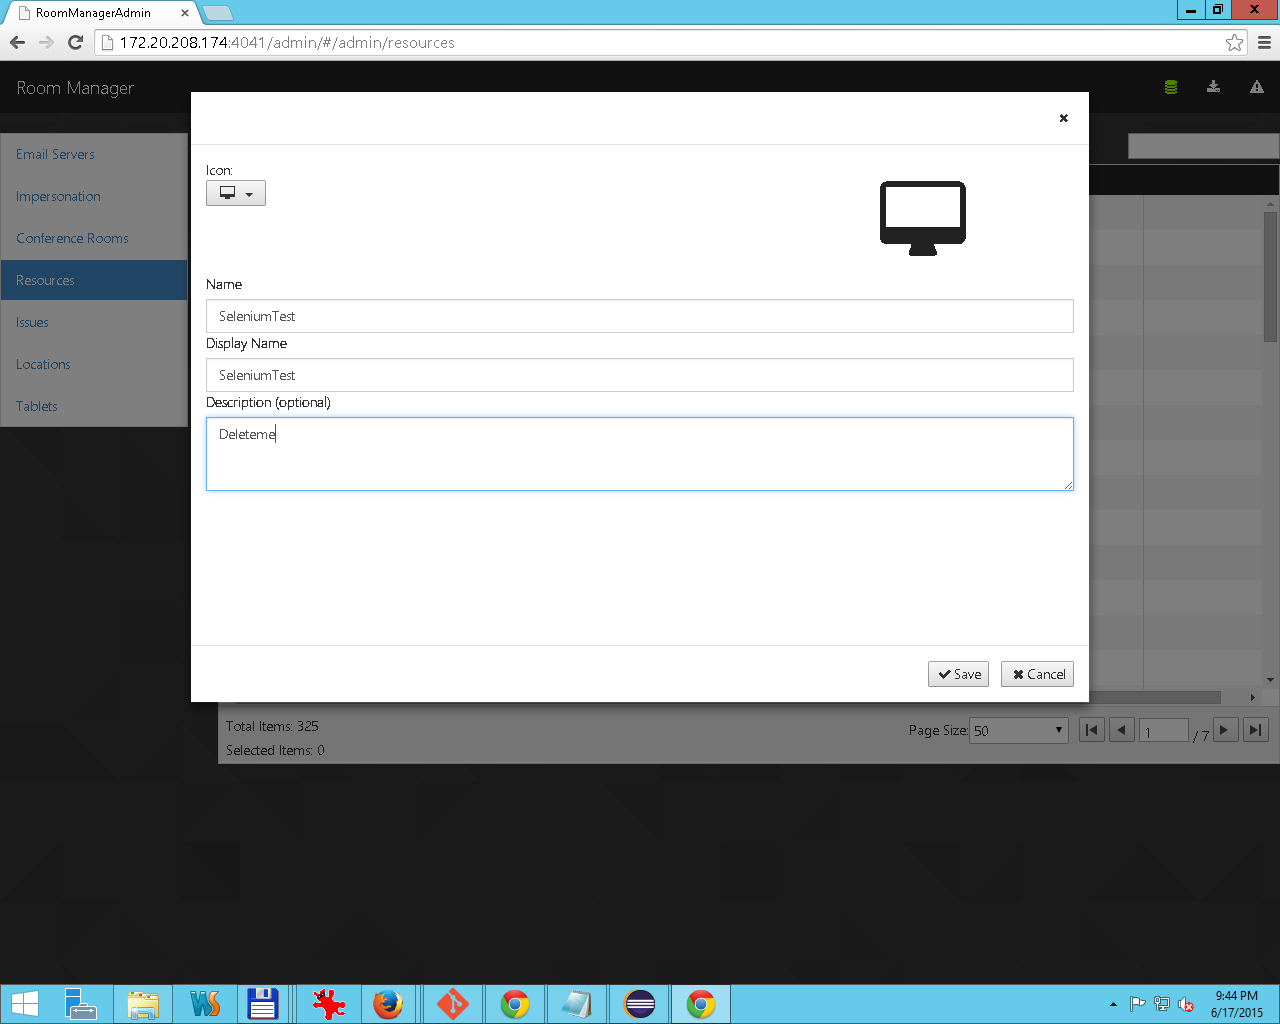 RoomManagerAdmin
172.20.208.174:4041/admin/#/admin/resources
Room Manager
Email Servers
Impersonation
Conference Rooms
Resources
Issues
Locations
Tablets
Icon:
Name
SeleniumTest
Display Name
SeleniumTest
Description (optional)
Deleteme
Save Cancel
Total Items: 325
Selected Items: 0
Page Size: 50 1 / 7
9:44 PM
6/17/2015